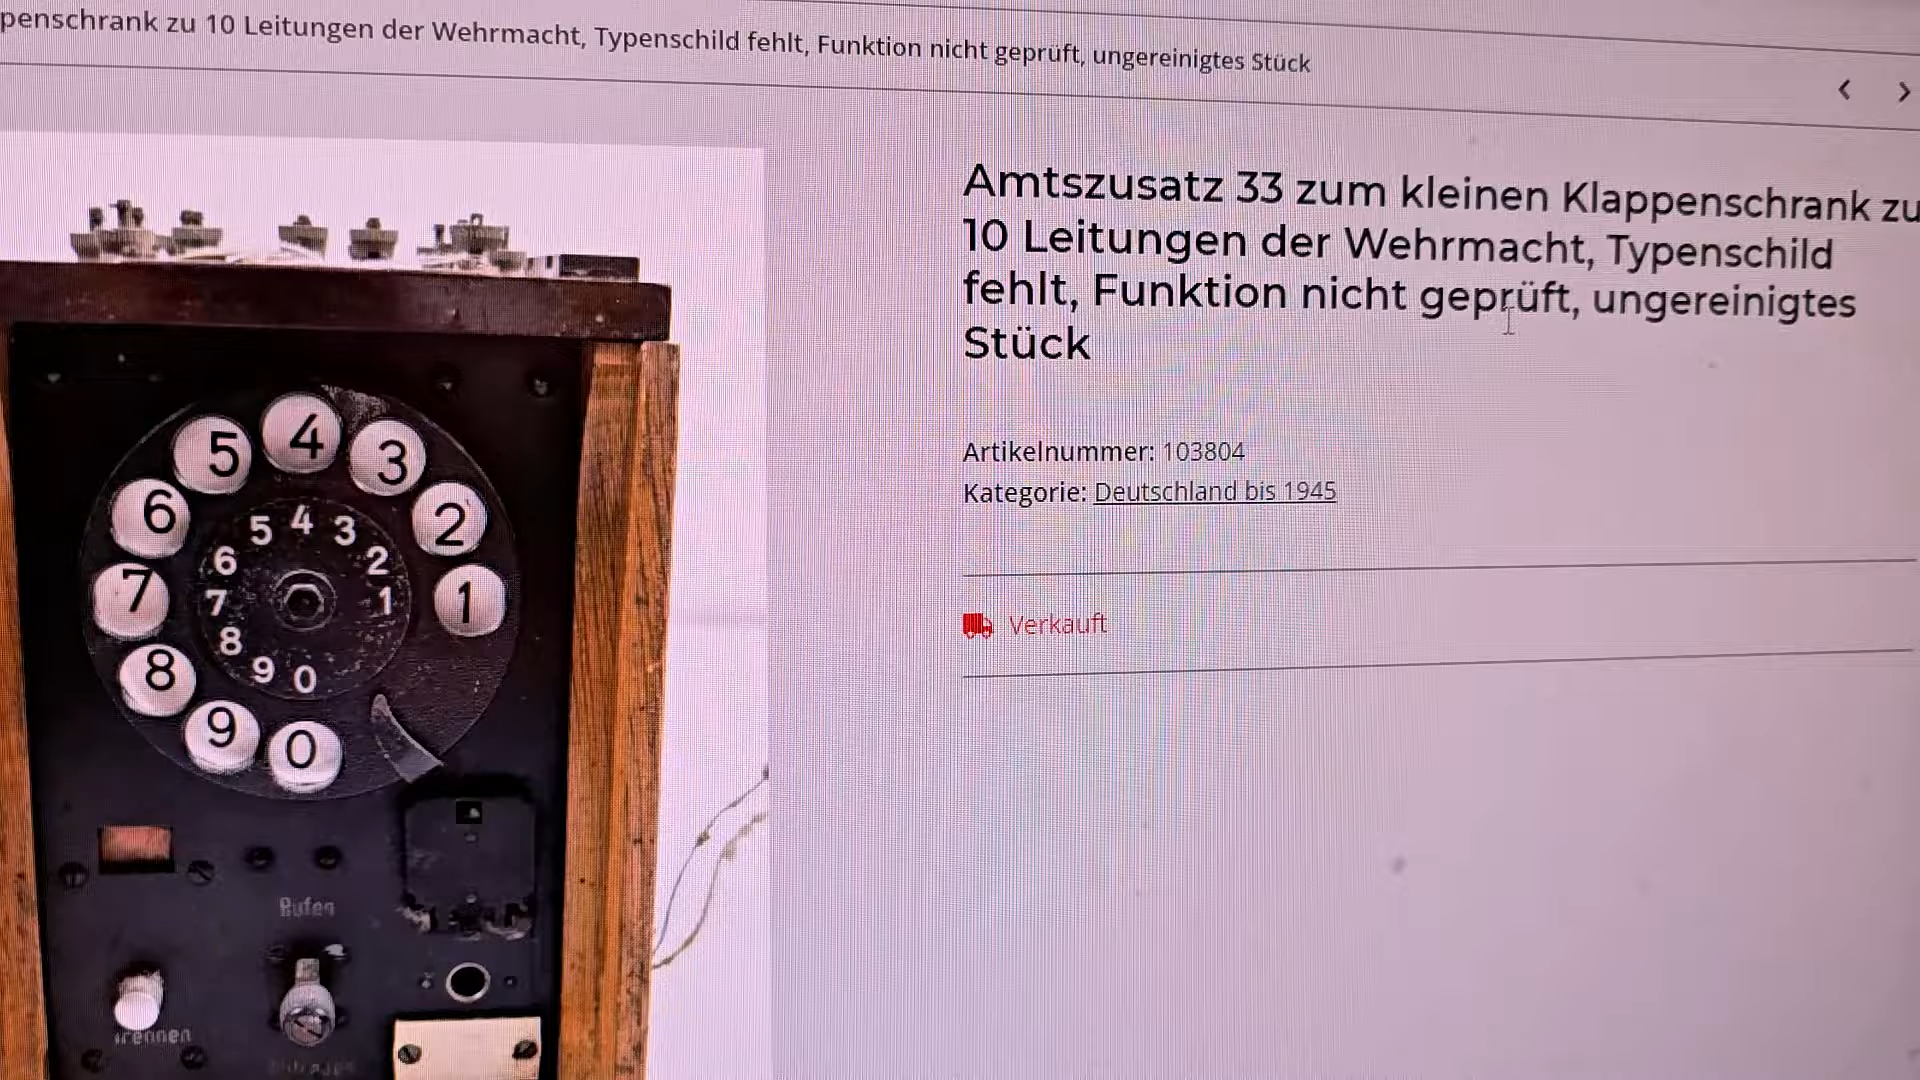 penschrank zu 10 Leitungen der Wehrmacht, Typenschild fehlt, Funktion nicht geprüft, ungereinigtes Stück
Amtszusatz 33 zum kleinen Klappenschrank zu
10 Leitungen der Wehrmacht, Typenschild
fehlt, Funktion nicht geprüft, ungereinigtes
Stück
Artikelnummer: 103804
Kategorie: Deutschland bis 1945
Verkauft
5 4 3
6 2
7 1
8
9 0
5 4 3
6 2
7 1
8
9 0
Rufen
Trennen